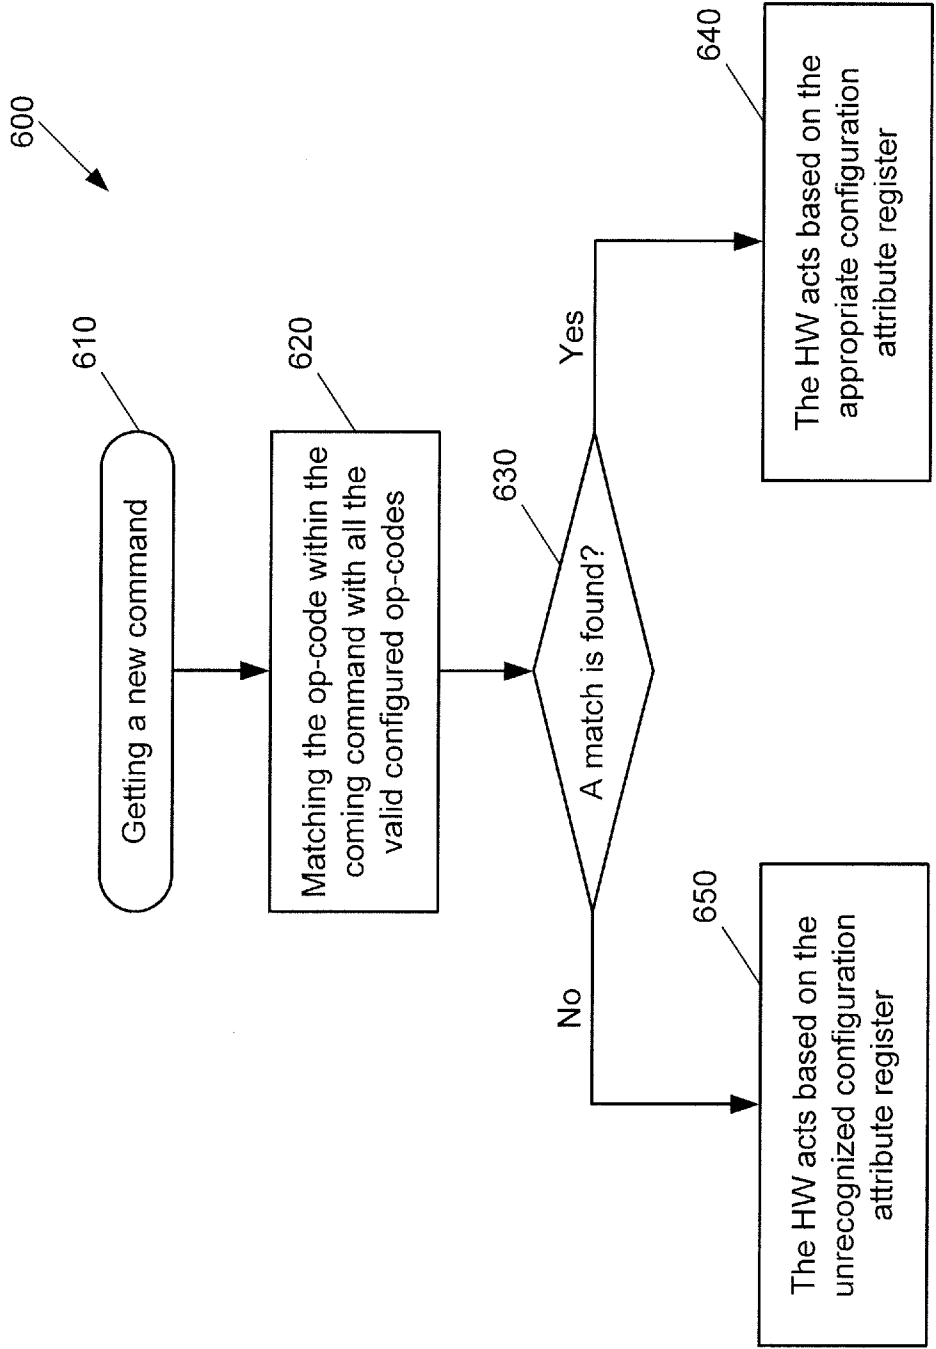 600
610
Getting a new command
620
Matching the op-code within the
coming command with all the
valid configured op-codes
630
A match is found?
No
Yes
650
The HW acts based on the
unrecognized configuration
attribute register
640
The HW acts based on the
appropriate configuration
attribute register